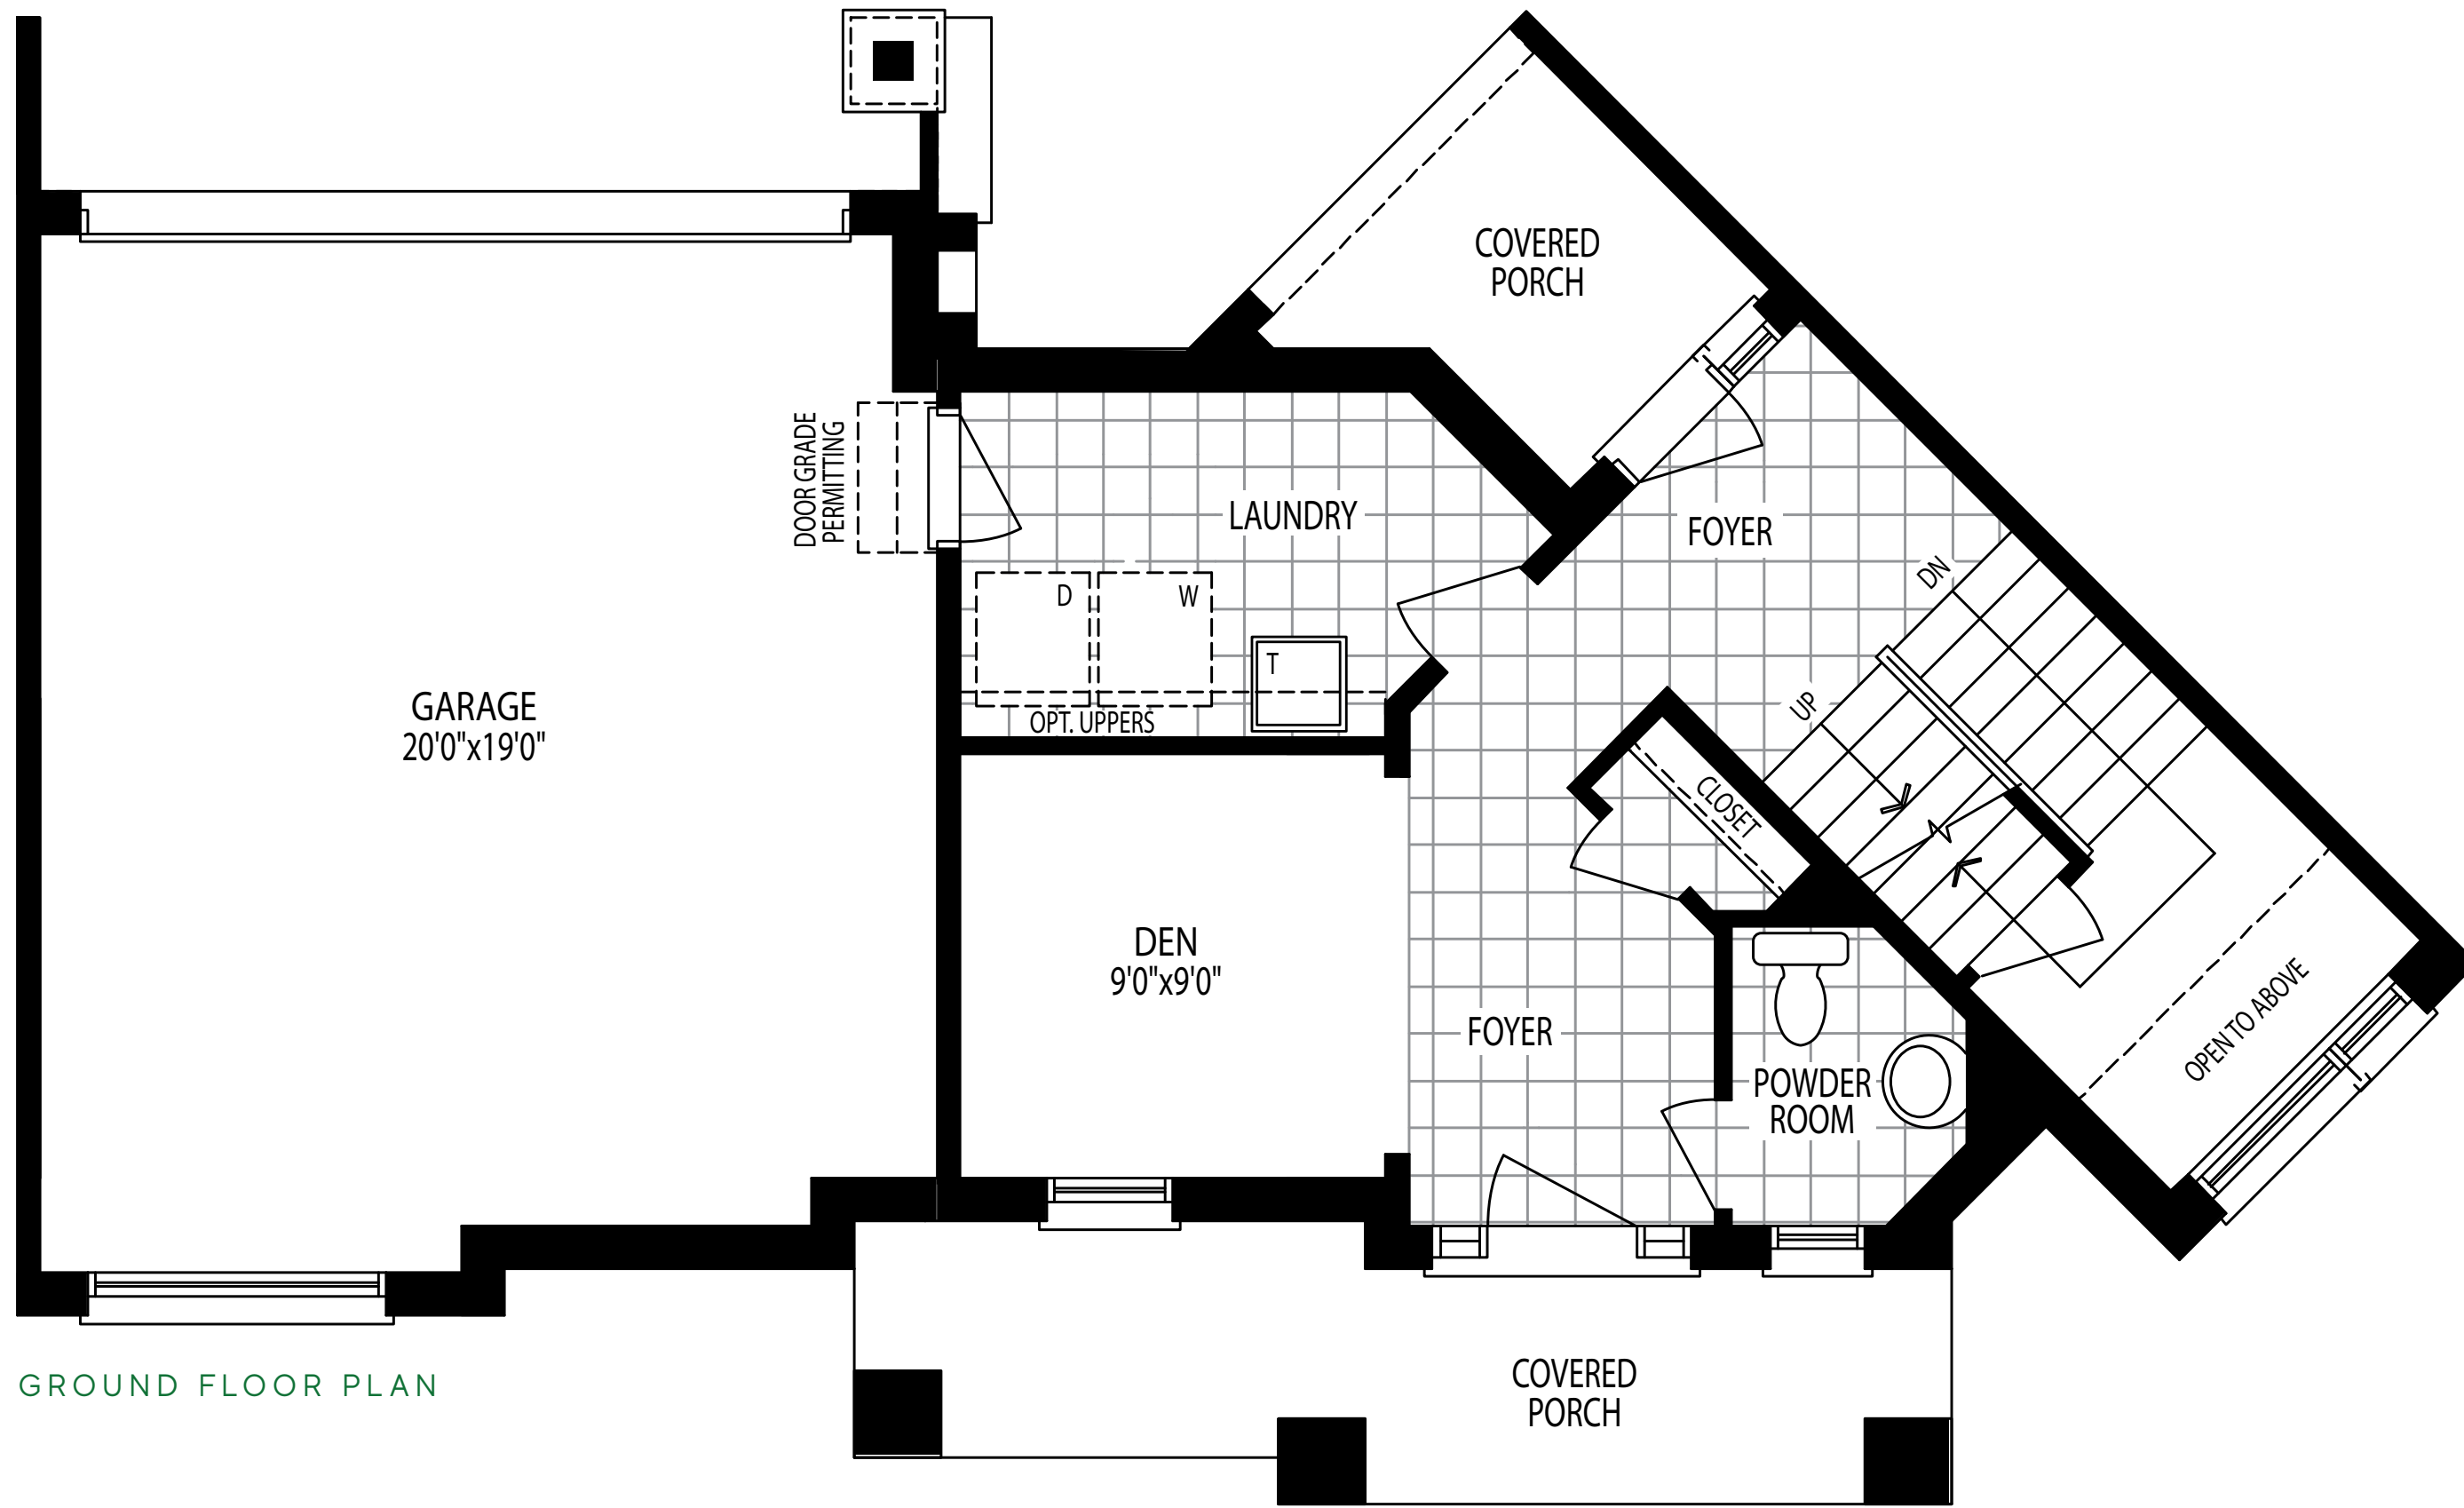 COVERED
PORCH
DOOR GRADE
PERMITTING
LAUNDRY
FOYER
DN
D
W
T
UP
OPT. UPPERS
GARAGE
20'0"x19'0"
CLOSET
DEN
9'0"x9'0"
FOYER
OPEN TO ABOVE
POWDER
ROOM
COVERED
PORCH
GROUND FLOOR PLAN